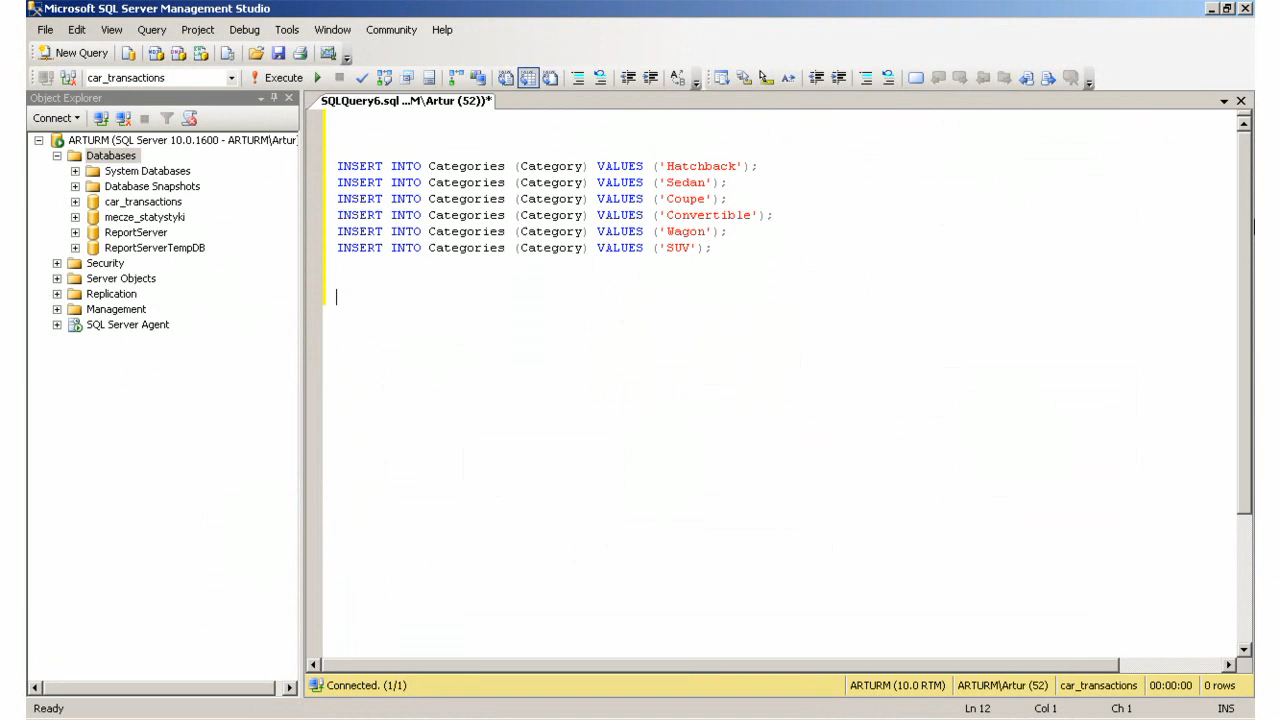 Microsoft SQL Server Management Studio
File Edit View Query Project Debug Tools Window Community Help
New Query
car_transactions Execute
Object Explorer
SQLQuery6.sql ...M\Artur (52))*
Connect
ARTURM (SQL Server 10.0.1600 - ARTURM\Artur
Databases
System Databases
Database Snapshots
car_transactions
mecze_statystyki
ReportServer
ReportServerTempDB
Security
Server Objects
Replication
Management
SQL Server Agent
INSERT INTO Categories (Category) VALUES ('Hatchback');
INSERT INTO Categories (Category) VALUES ('Sedan');
INSERT INTO Categories (Category) VALUES ('Coupe');
INSERT INTO Categories (Category) VALUES ('Convertible');
INSERT INTO Categories (Category) VALUES ('Wagon');
INSERT INTO Categories (Category) VALUES ('SUV');
Connected. (1/1) ARTURM (10.0 RTM) ARTURM\Artur (52) car_transactions 00:00:00 0 rows
Ready Ln 12 Col 1 Ch 1 INS